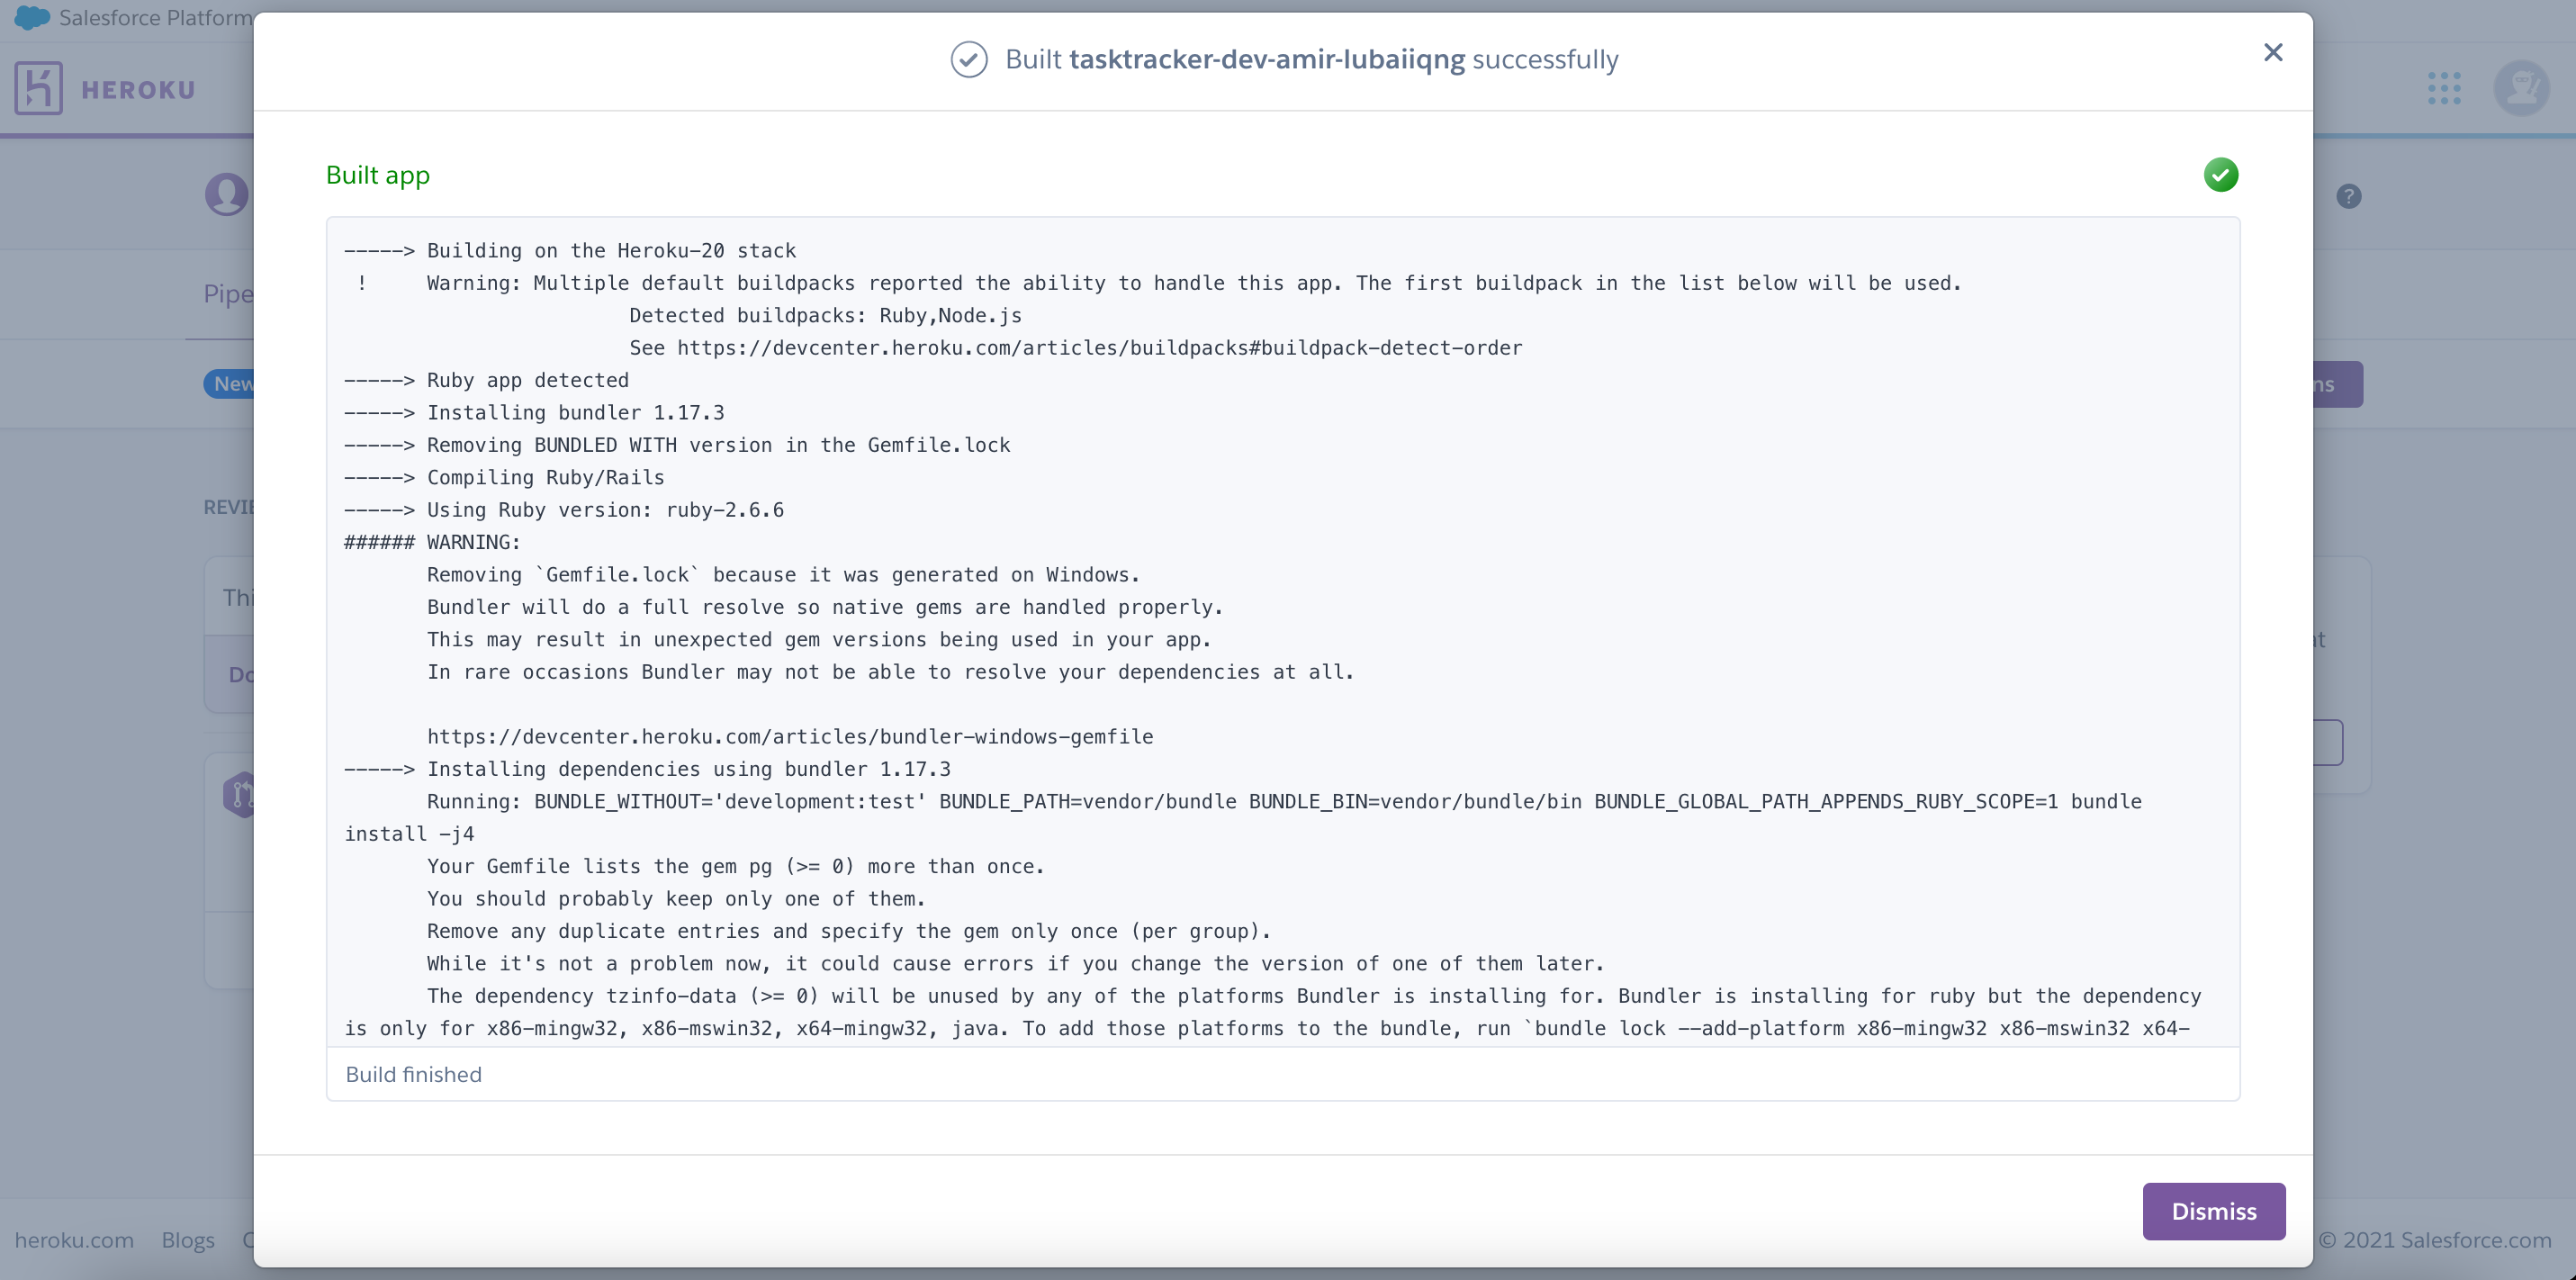 Salesforce Platform
HEROKU
Built tasktracker-dev-amir-lubaiiqng successfully
Built app
-----> Building on the Heroku-20 stack
! Warning: Multiple default buildpacks reported the ability to handle this app. The first buildpack in the list below will be used.
Detected buildpacks: Ruby,Node.js
See https://devcenter.heroku.com/articles/buildpacks#buildpack-detect-order
-----> Ruby app detected
-----> Installing bundler 1.17.3
-----> Removing BUNDLED WITH version in the Gemfile.lock
-----> Compiling Ruby/Rails
-----> Using Ruby version: ruby-2.6.6
###### WARNING:
Removing `Gemfile.lock` because it was generated on Windows.
Bundler will do a full resolve so native gems are handled properly.
This may result in unexpected gem versions being used in your app.
In rare occasions Bundler may not be able to resolve your dependencies at all.
https://devcenter.heroku.com/articles/bundler-windows-gemfile
-----> Installing dependencies using bundler 1.17.3
Running: BUNDLE_WITHOUT='development:test' BUNDLE_PATH=vendor/bundle BUNDLE_BIN=vendor/bundle/bin BUNDLE_GLOBAL_PATH_APPENDS_RUBY_SCOPE=1 bundle
install -j4
Your Gemfile lists the gem pg (>= 0) more than once.
You should probably keep only one of them.
Remove any duplicate entries and specify the gem only once (per group).
While it's not a problem now, it could cause errors if you change the version of one of them later.
The dependency tzinfo-data (>= 0) will be unused by any of the platforms Bundler is installing for. Bundler is installing for ruby but the dependency
is only for x86-mingw32, x86-mswin32, x64-mingw32, java. To add those platforms to the bundle, run `bundle lock --add-platform x86-mingw32 x86-mswin32 x64-
Build finished
Dismiss
?
Pipe
New
ns
REVIE
Thi
at
Do
heroku.com Blogs
© 2021 Salesforce.com